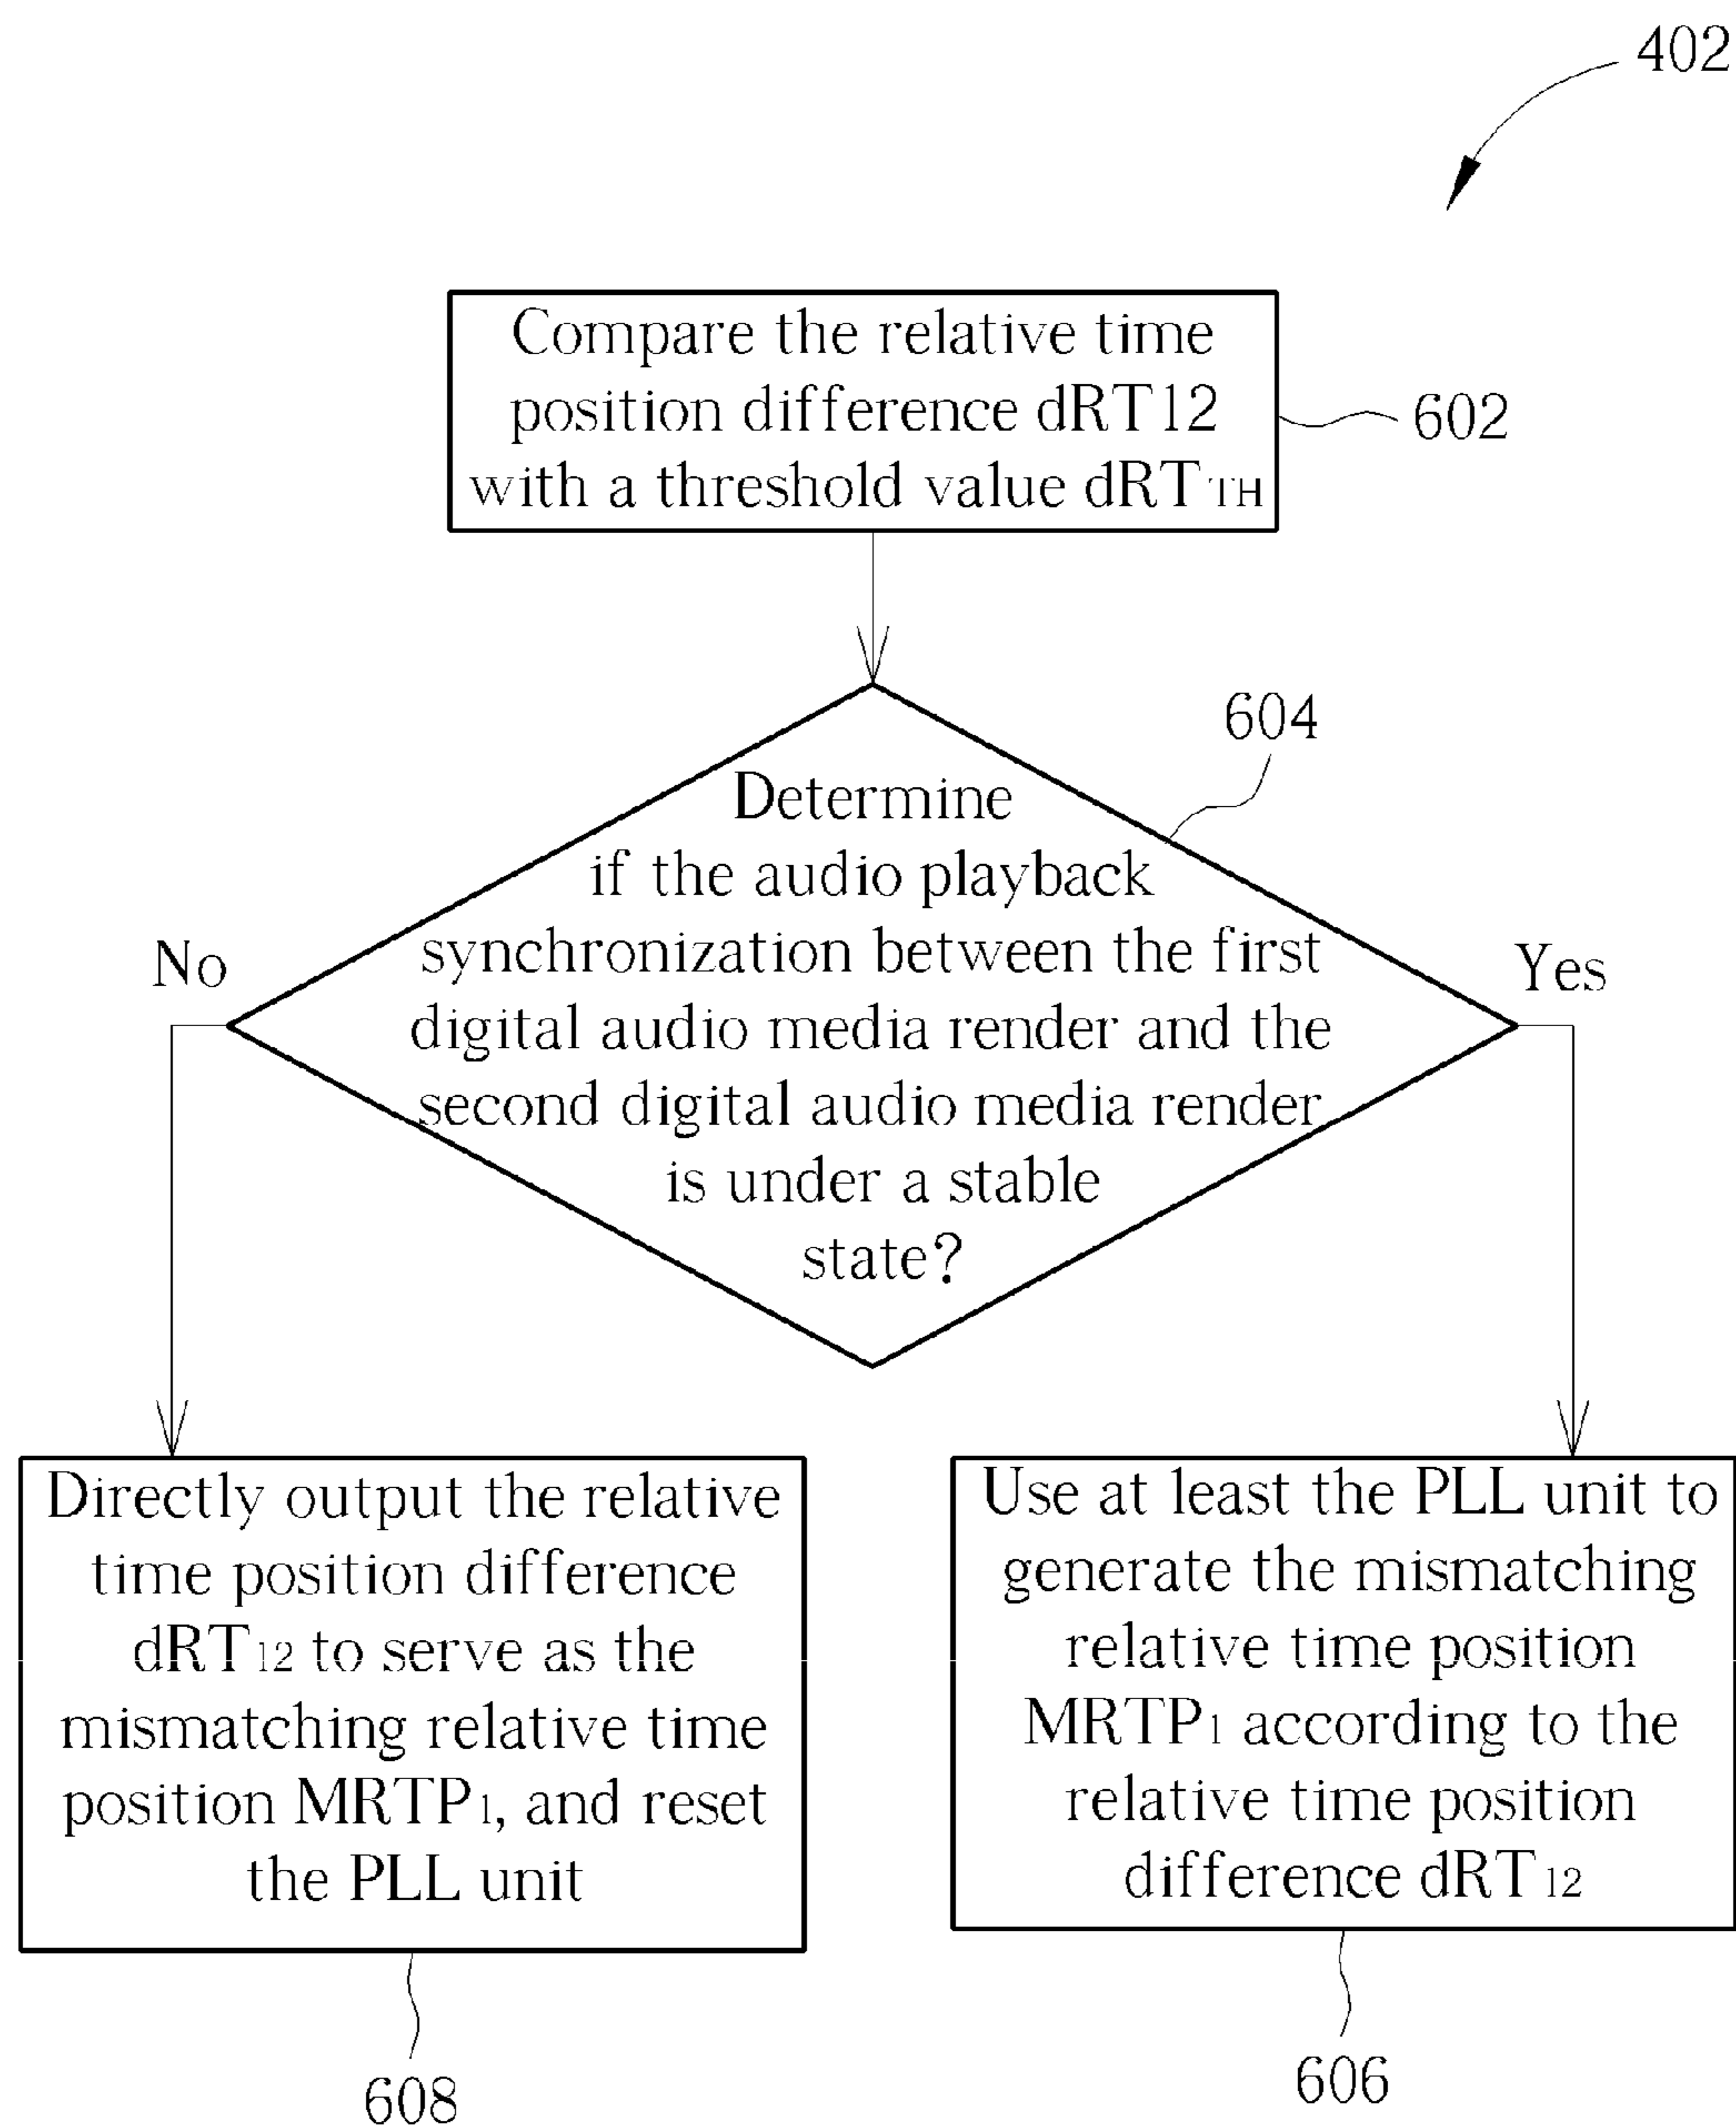 402
Compare the relative time
position difference dRT12
with a threshold value dRTTH
602
604
Determine
if the audio playback
synchronization between the first
digital audio media render and the
second digital audio media render
is under a stable
state?
No
Yes
Directly output the relative
time position difference
dRT12 to serve as the
mismatching relative time
position MRTP1, and reset
the PLL unit
608
Use at least the PLL unit to
generate the mismatching
relative time position
MRTP1 according to the
relative time position
difference dRT12
606